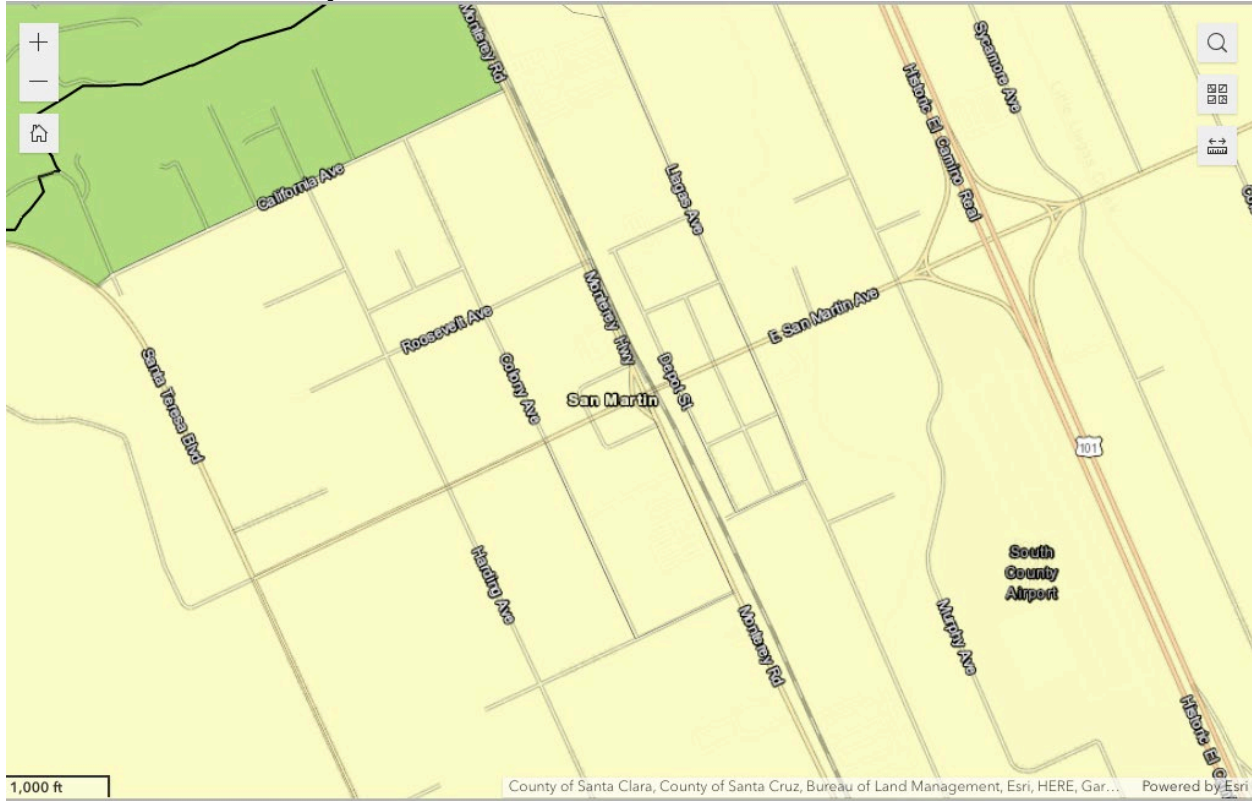 Monterey Rd
Sycamore Ave
Historic El Camino Real
California Ave
Llagas Ave
Monterey Hwy
E San Martin Ave
Roosevelt Ave
Santa Teresa Blvd
Colony Ave
Depot St
San Martin
101
Harding Ave
South
County
Airport
Monterey Rd
Murphy Ave
Historic El
1,000 ft
County of Santa Clara, County of Santa Cruz, Bureau of Land Management, Esri, HERE, Gar...
Powered by Esri